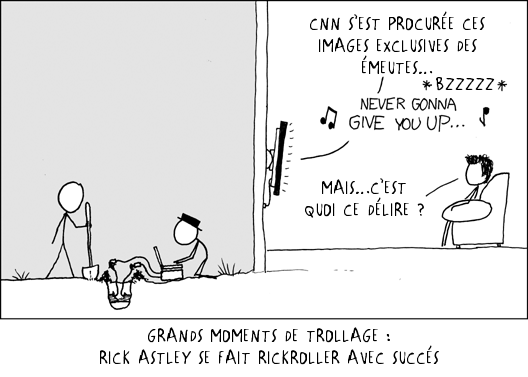 CNN S'EST PROCURÉE CES
IMAGES EXCLUSIVES DES
ÉMEUTES...
*BZZZZZ*
NEVER GONNA
GIVE YOU UP...
MAIS...C'EST
QUOI CE DÉLIRE ?
GRANDS MOMENTS DE TROLLAGE :
RICK ASTLEY SE FAIT RICKROLLER AVEC SUCCÉS